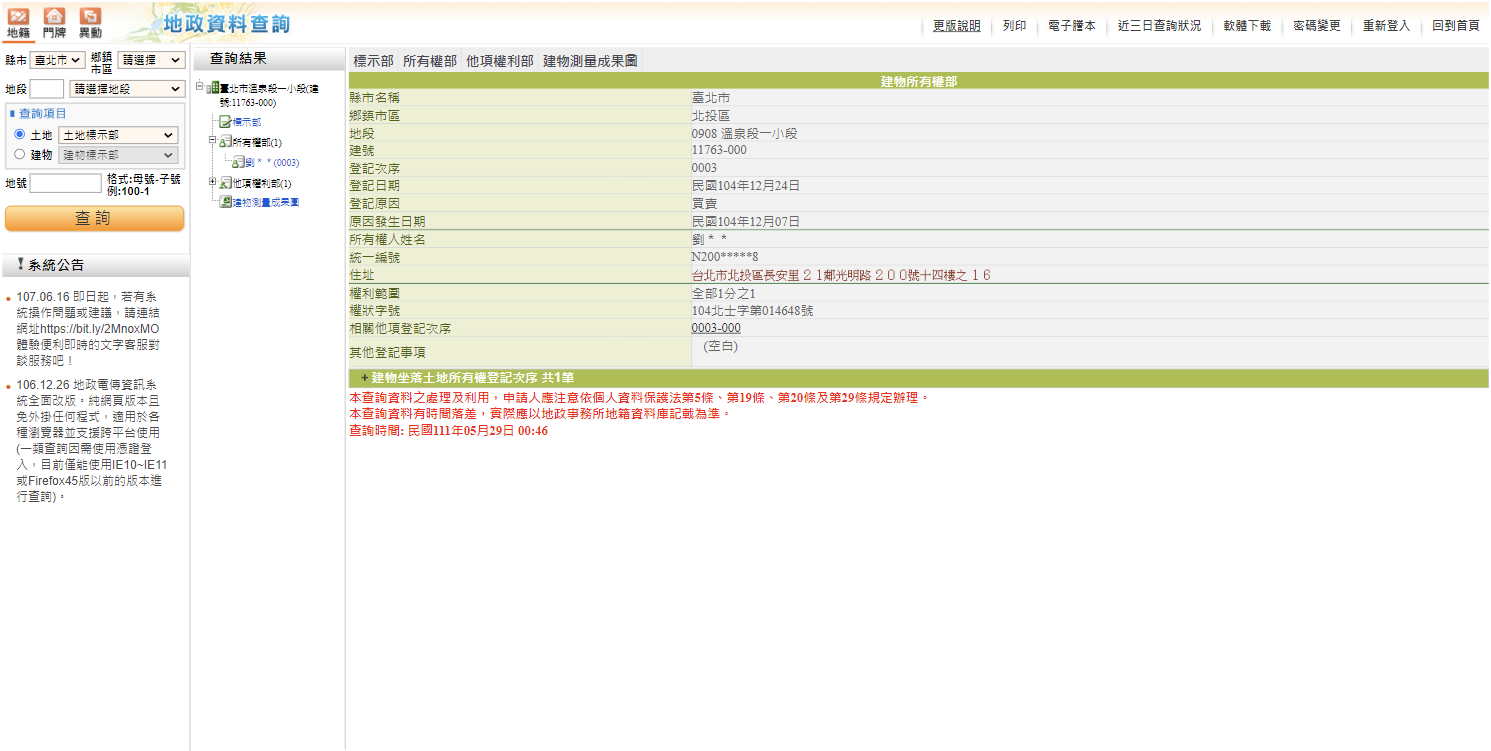 地籍 門牌 異動
地政資料查詢
更版說明 列印 電子謄本 近三日查詢狀況 軟體下載 密碼變更 重新登入 回到首頁
縣市 臺北市 鄉鎮市區 請選擇
地段 請選擇地段
查詢項目
土地 土地標示部
建物 建物標示部
地號 格式:母號-子號
例:100-1
查 詢
系統公告
107.06.16 即日起，若有系
統操作問題或建議，請連結
網址https://bit.ly/2MnoxMO
體驗便利即時的文字客服對
談服務吧！
106.12.26 地政電傳資訊系
統全面改版。純網頁版本且
免外掛任何程式，適用於各
種瀏覽器並支援跨平台使用
(一類查詢因需使用憑證登
入，目前僅能使用IE10~IE11
或Firefox45版以前的版本進
行查詢)。
查詢結果
臺北市溫泉段一小段(建
號:11763-000)
標示部
所有權部(1)
劉＊＊(0003)
他項權利部(1)
建物測量成果圖
標示部 所有權部 他項權利部 建物測量成果圖
建物所有權部
縣市名稱 臺北市
鄉鎮市區 北投區
地段 0908 溫泉段一小段
建號 11763-000
登記次序 0003
登記日期 民國104年12月24日
登記原因 買賣
原因發生日期 民國104年12月07日
所有權人姓名 劉＊＊
統一編號 N200*****8
住址 台北市北投區長安里２１鄰光明路２００號十四樓之１６
權利範圍 全部1分之1
權狀字號 104北士字第014648號
相關他項登記次序 0003-000
其他登記事項 (空白)
+ 建物坐落土地所有權登記次序 共1筆
本查詢資料之處理及利用，申請人應注意依個人資料保護法第5條、第19條、第20條及第29條規定辦理。
本查詢資料有時間落差，實際應以地政事務所地籍資料庫記載為準。
查詢時間: 民國111年05月29日 00:46